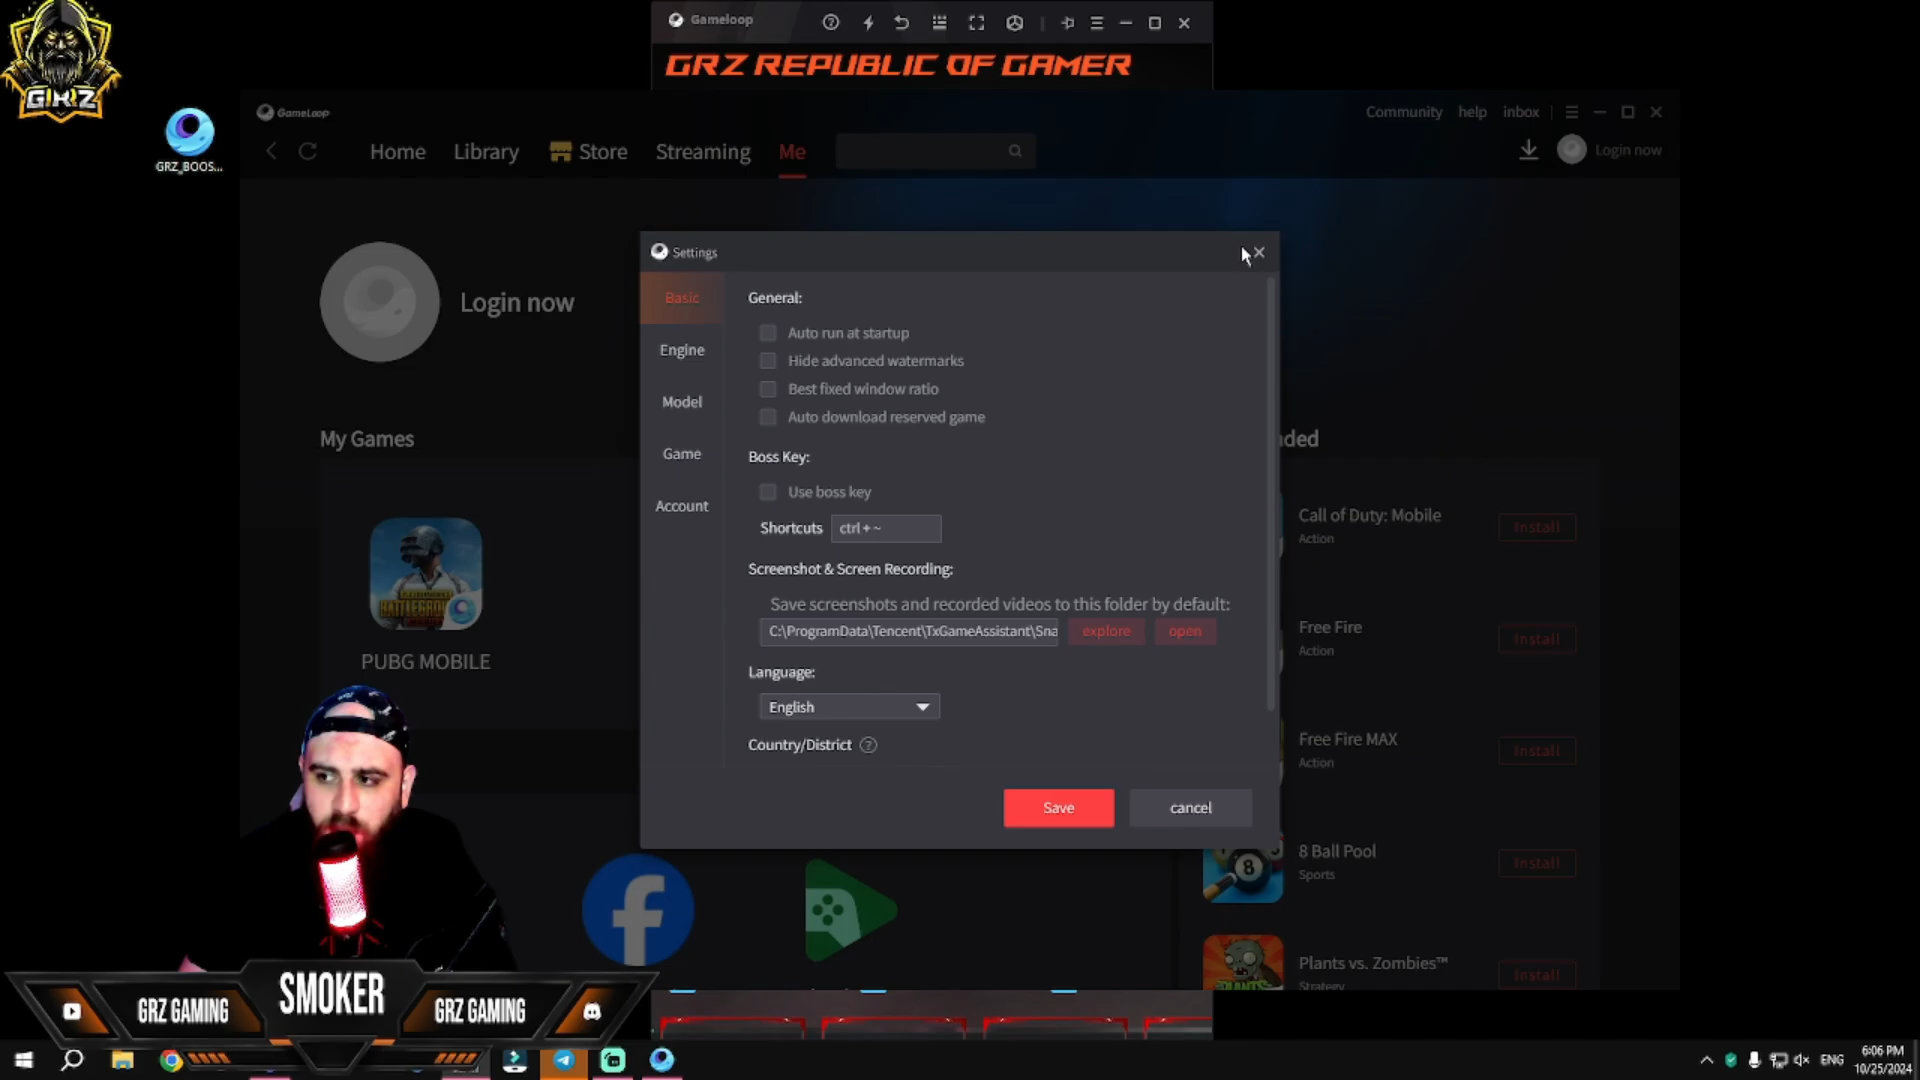 Gameloop
GRZ REPUBLIC OF GAMER
GRZ
GRZ_BOOS...
GameLoop
Community help inbox
Home Library Store Streaming Me
Login now
Login now
Settings
Basic
Engine
Model
Game
Account
General:
Auto run at startup
Hide advanced watermarks
Best fixed window ratio
Auto download reserved game
Boss Key:
Use boss key
Shortcuts ctrl + ~
Screenshot & Screen Recording:
Save screenshots and recorded videos to this folder by default:
C:\ProgramData\Tencent\TxGameAssistant\Sna
explore open
Language:
English
Country/District ?
Save cancel
My Games
PUBG MOBILE
Call of Duty: Mobile
Action
Install
Free Fire
Action
Install
Free Fire MAX
Action
Install
8 Ball Pool
Sports
Install
Plants vs. Zombies™
Strategy
Install
GRZ GAMING
SMOKER
GRZ GAMING
ENG
6:06 PM
10/25/2024